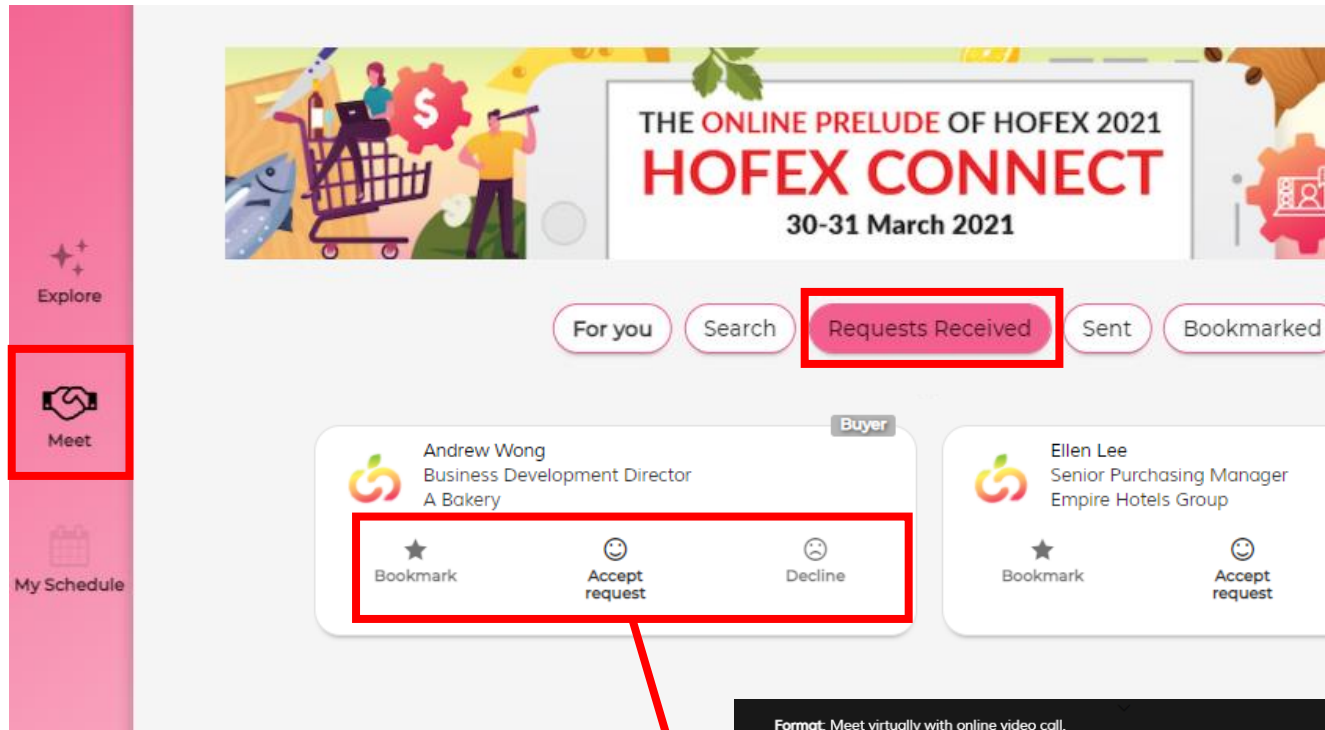 THE ONLINE PRELUDE OF HOFEX 2021
HOFEX CONNECT
30-31 March 2021
Explore
Meet
My Schedule
For you
Search
Requests Received
Sent
Bookmarked
Buyer
Andrew Wong
Business Development Director
A Bakery
Bookmark
Accept
request
Decline
Ellen Lee
Senior Purchasing Manager
Empire Hotels Group
Bookmark
Accept
request
Format: Meet virtually with online video call.